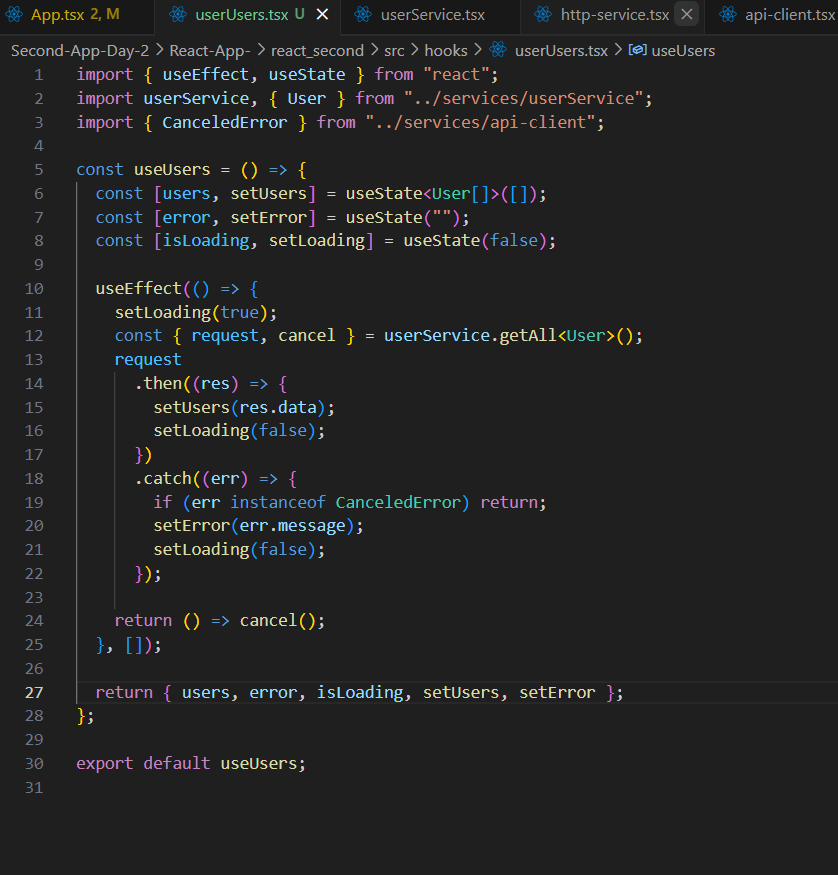 App.tsx 2, M userUsers.tsx U userService.tsx http-service.tsx api-client.tsx
Second-App-Day-2 > React-App- > react_second > src > hooks > userUsers.tsx > useUsers
1 import { useEffect, useState } from "react";
2 import userService, { User } from "../services/userService";
3 import { CanceledError } from "../services/api-client";
4
5 const useUsers = () => {
6   const [users, setUsers] = useState<User[]>([]);
7   const [error, setError] = useState("");
8   const [isLoading, setLoading] = useState(false);
9
10   useEffect(() => {
11     setLoading(true);
12     const { request, cancel } = userService.getAll<User>();
13     request
14       .then((res) => {
15         setUsers(res.data);
16         setLoading(false);
17       })
18       .catch((err) => {
19         if (err instanceof CanceledError) return;
20         setError(err.message);
21         setLoading(false);
22       });
23
24     return () => cancel();
25   }, []);
26
27   return { users, error, isLoading, setUsers, setError };
28 };
29
30 export default useUsers;
31